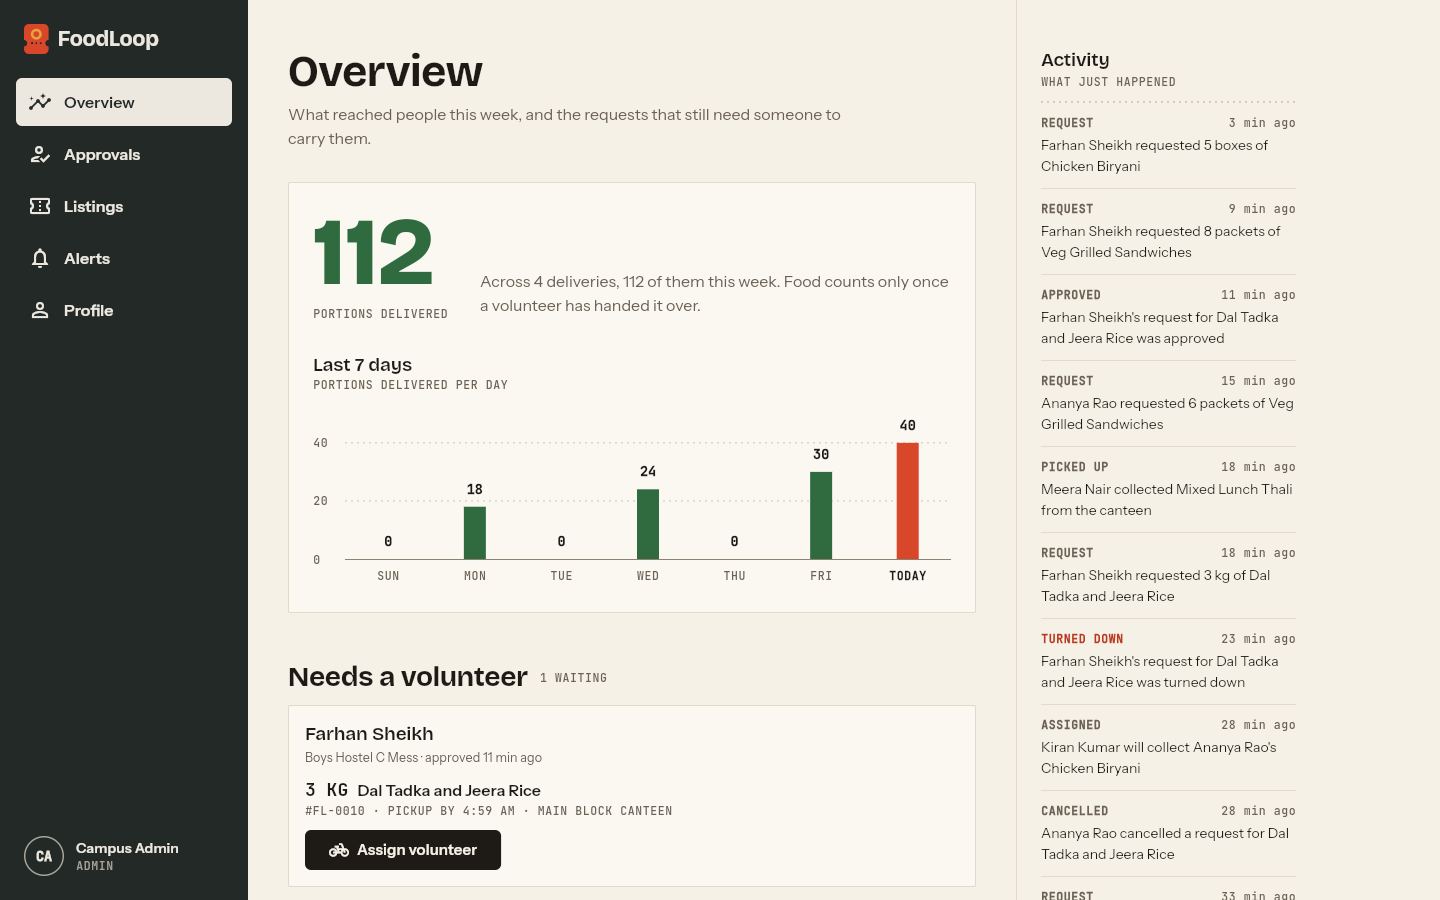 FoodLoop
Overview
Approvals
Listings
Alerts
Profile
CA
Campus Admin
ADMIN
Overview
What reached people this week, and the requests that still need someone to
carry them.
112
PORTIONS DELIVERED
Across 4 deliveries, 112 of them this week. Food counts only once
a volunteer has handed it over.
Last 7 days
PORTIONS DELIVERED PER DAY
40
20
0
0
18
0
24
0
30
40
SUN
MON
TUE
WED
THU
FRI
TODAY
Needs a volunteer 1 WAITING
Farhan Sheikh
Boys Hostel C Mess · approved 11 min ago
3 KG Dal Tadka and Jeera Rice
#FL-0010 · PICKUP BY 4:59 AM · MAIN BLOCK CANTEEN
Assign volunteer
Activity
WHAT JUST HAPPENED
REQUEST 3 min ago
Farhan Sheikh requested 5 boxes of
Chicken Biryani
REQUEST 9 min ago
Farhan Sheikh requested 8 packets of
Veg Grilled Sandwiches
APPROVED 11 min ago
Farhan Sheikh's request for Dal Tadka
and Jeera Rice was approved
REQUEST 15 min ago
Ananya Rao requested 6 packets of Veg
Grilled Sandwiches
PICKED UP 18 min ago
Meera Nair collected Mixed Lunch Thali
from the canteen
REQUEST 18 min ago
Farhan Sheikh requested 3 kg of Dal
Tadka and Jeera Rice
TURNED DOWN 23 min ago
Farhan Sheikh's request for Dal Tadka
and Jeera Rice was turned down
ASSIGNED 28 min ago
Kiran Kumar will collect Ananya Rao's
Chicken Biryani
CANCELLED 28 min ago
Ananya Rao cancelled a request for Dal
Tadka and Jeera Rice
REQUEST 33 min ago